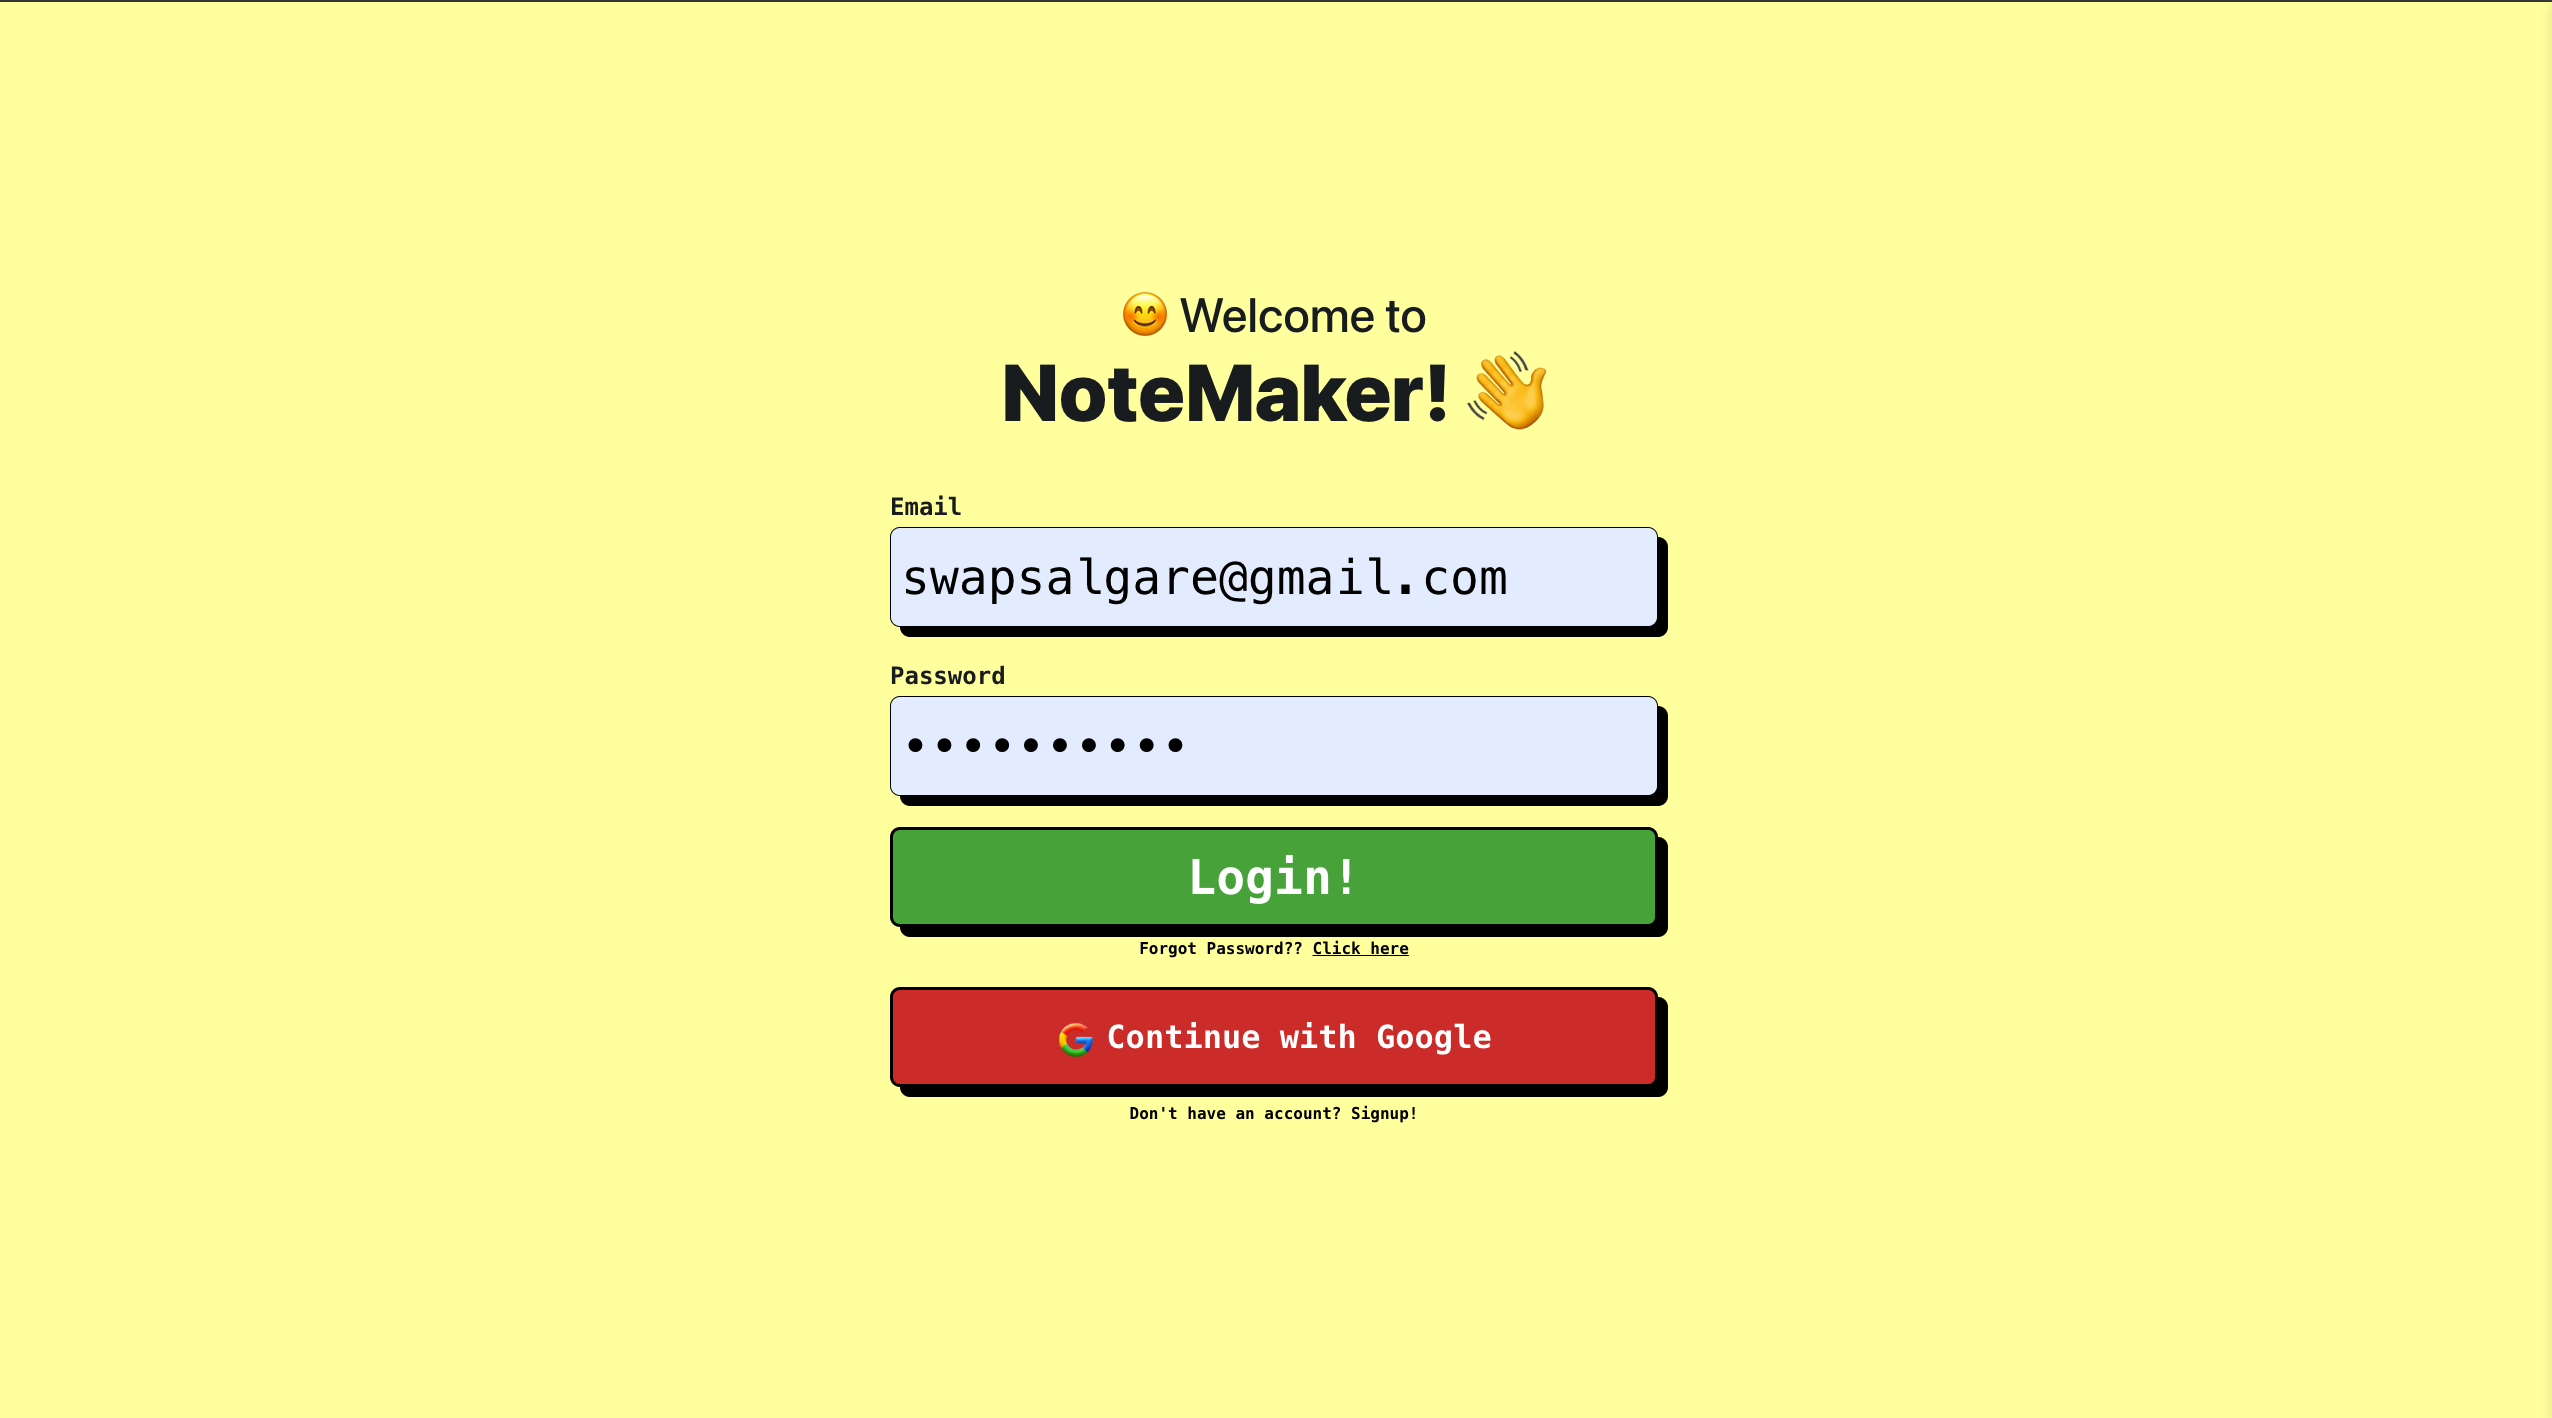 😊 Welcome to
NoteMaker! 👋
Email
swapsalgare@gmail.com
Password
••••••••••
Login!
Forgot Password?? Click here
Continue with Google
Don't have an account? Signup!